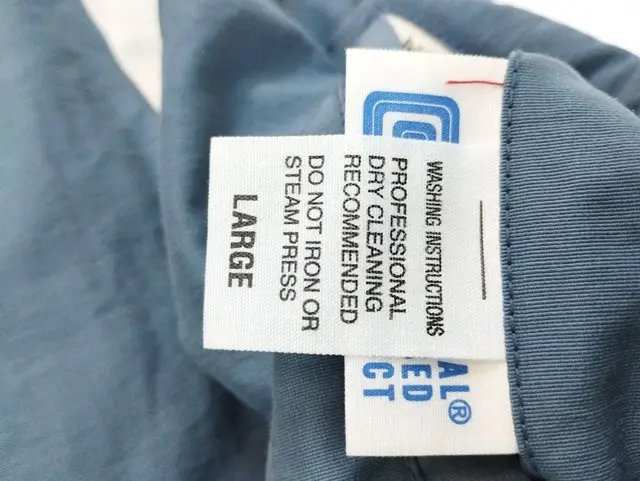 WASHING INSTRUCTIONS
PROFESSIONAL
DRY CLEANING
RECOMMENDED
DO NOT IRON OR
STEAM PRESS
LARGE
AL®
ED
CT